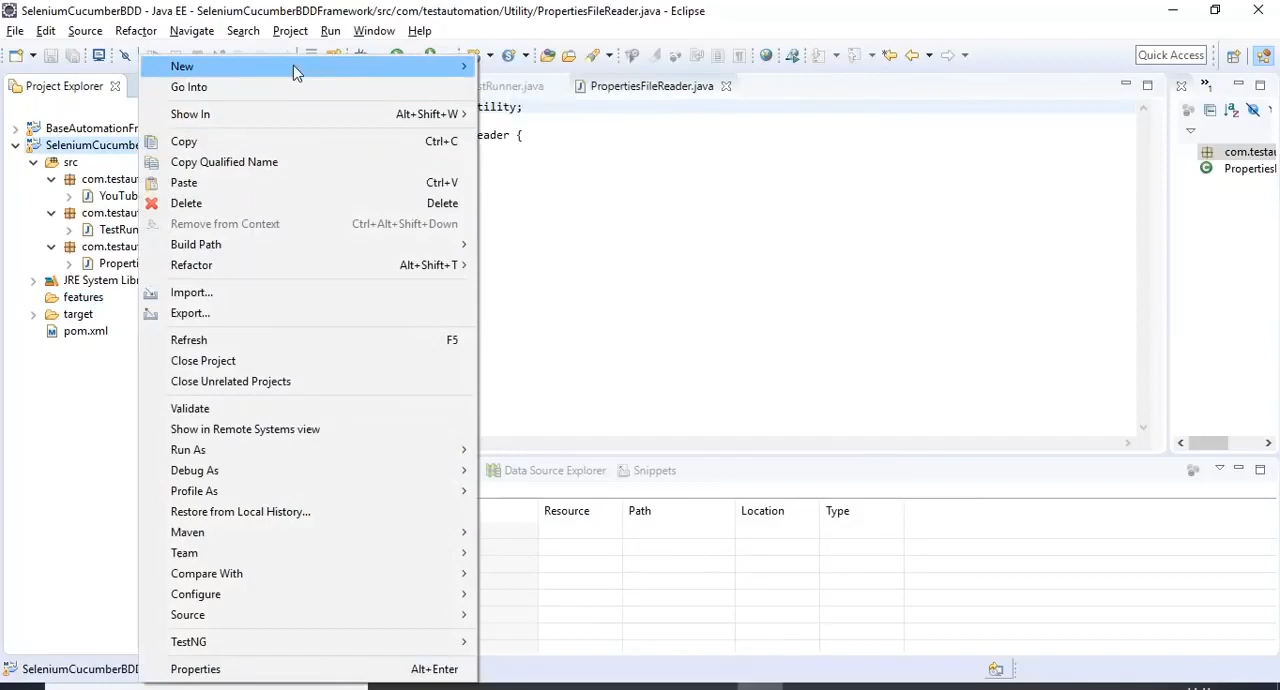 SeleniumCucumberBDD - Java EE - SeleniumCucumberBDDFramework/src/com/testautomation/Utility/PropertiesFileReader.java - Eclipse
File Edit Source Refactor Navigate Search Project Run Window Help
Quick Access
Project Explorer
stRunner.java
PropertiesFileReader.java
BaseAutomationFr
SeleniumCucumbe
src
com.testau
YouTub
com.testau
TestRun
com.testau
Properti
JRE System Libr
features
target
pom.xml
New
Go Into
Show In Alt+Shift+W
Copy Ctrl+C
Copy Qualified Name
Paste Ctrl+V
Delete Delete
Remove from Context Ctrl+Alt+Shift+Down
Build Path
Refactor Alt+Shift+T
Import...
Export...
Refresh F5
Close Project
Close Unrelated Projects
Validate
Show in Remote Systems view
Run As
Debug As
Profile As
Restore from Local History...
Maven
Team
Compare With
Configure
Source
TestNG
Properties Alt+Enter
tility;
eader {
com.testau
Properties
Data Source Explorer Snippets
Resource Path Location Type
SeleniumCucumberBDD